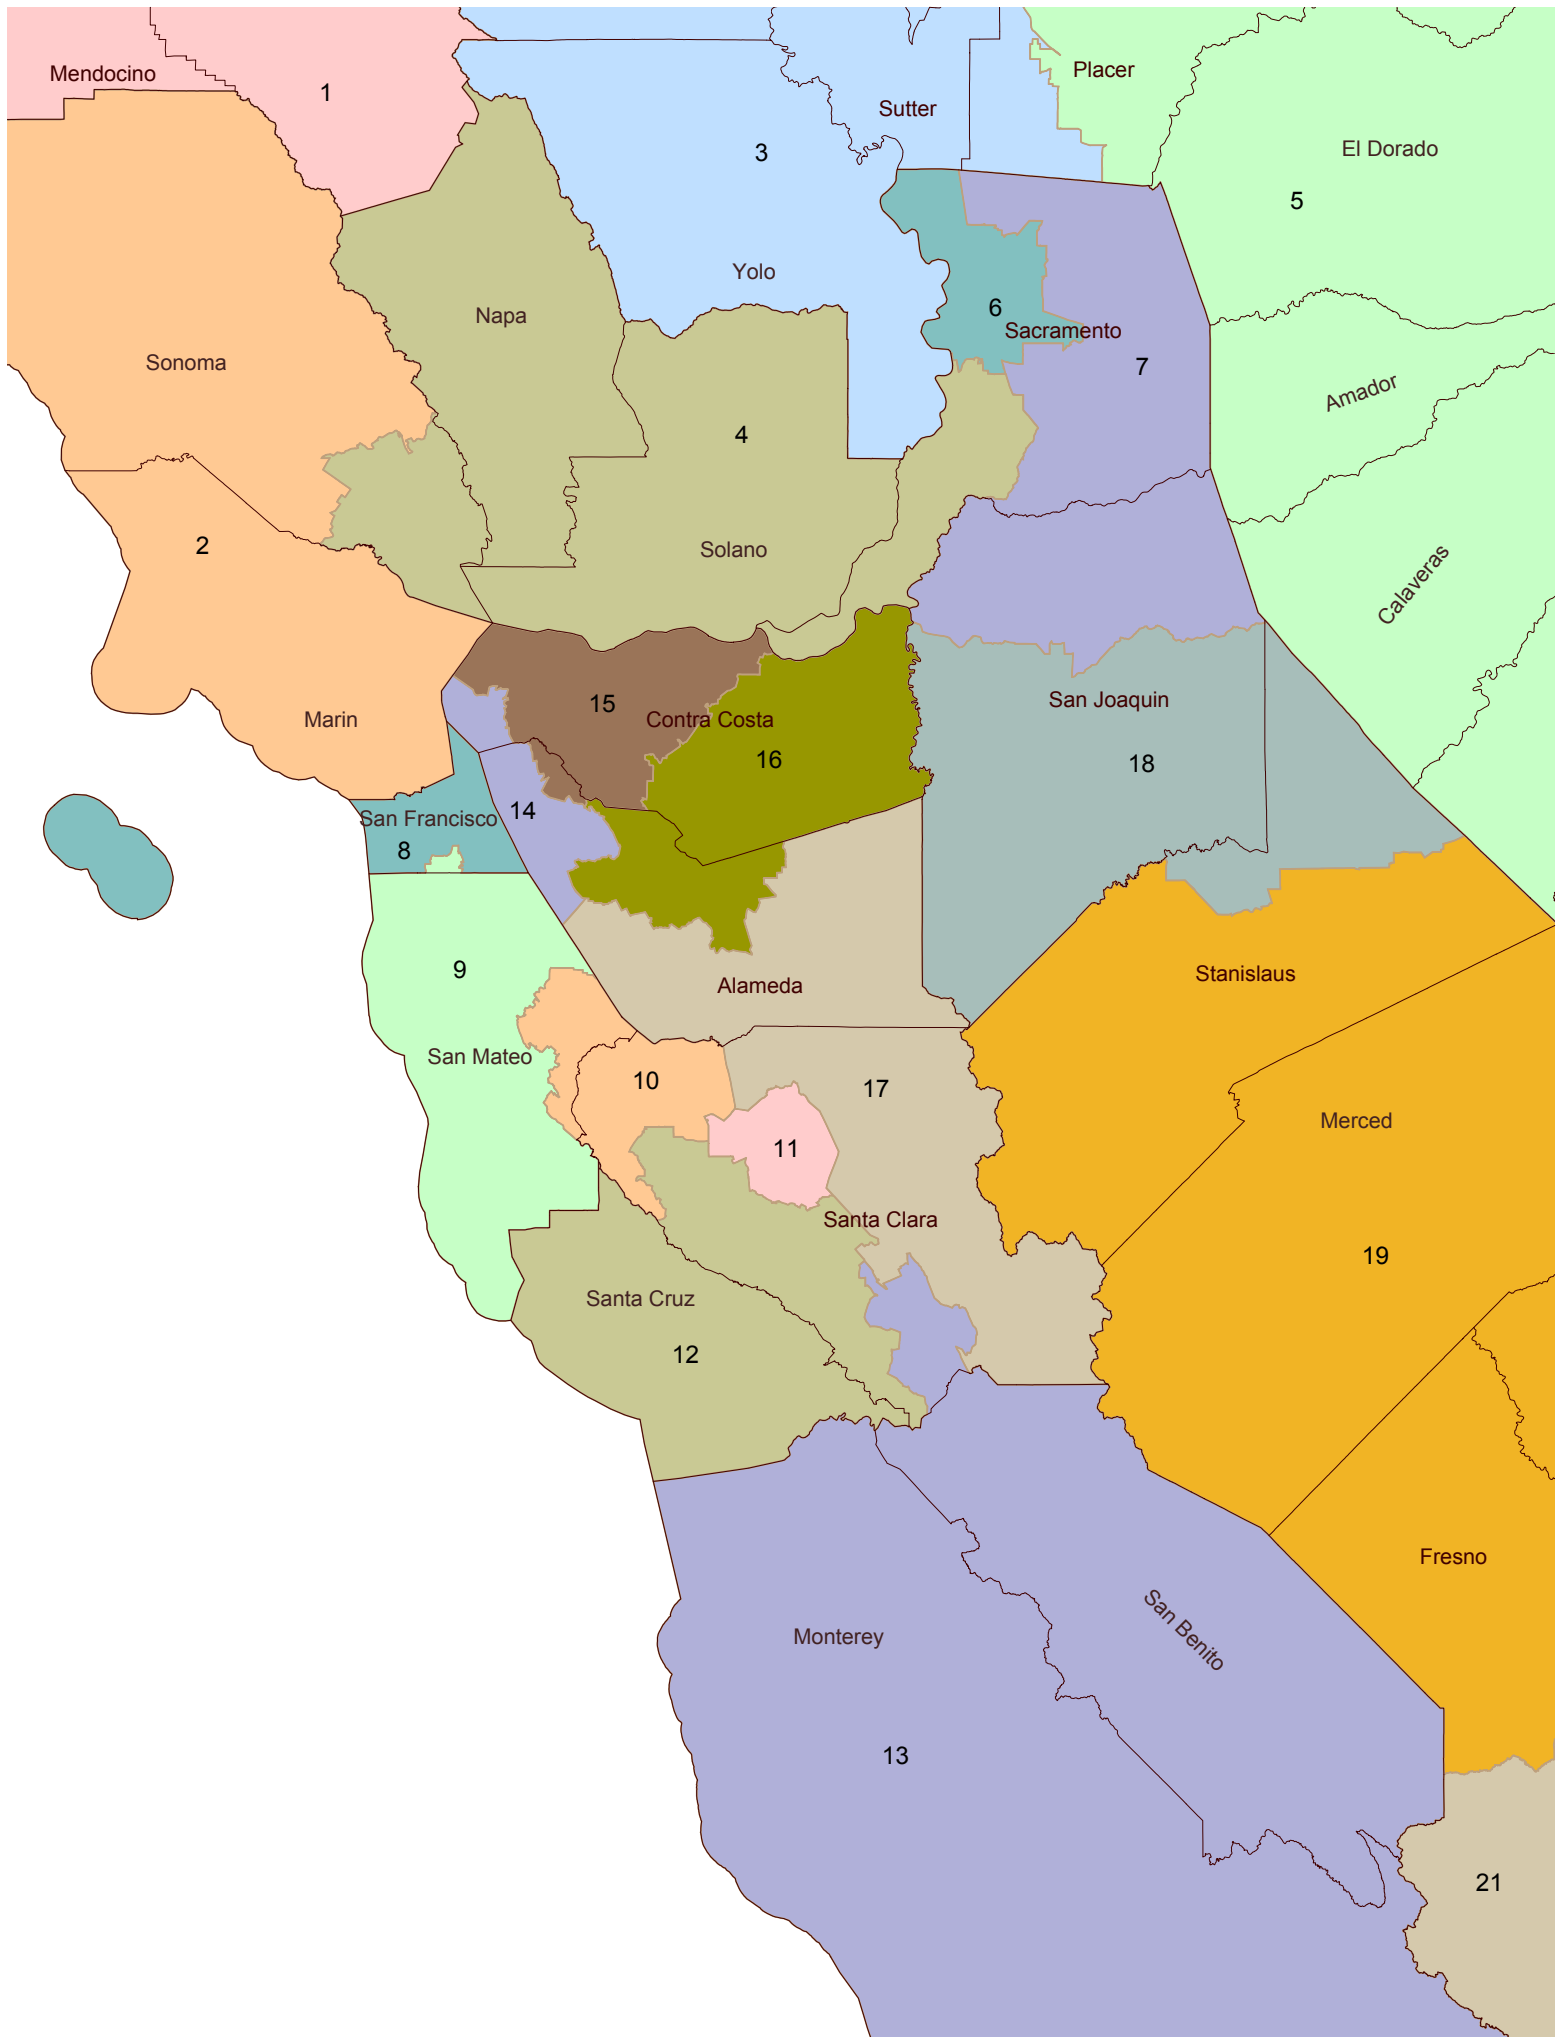 Placer
Mendocino
1
Sutter
El Dorado
3
5
Yolo
Napa
6
Sacramento
Sonoma
7
Amador
4
2
Solano
Calaveras
15
San Joaquin
Marin
Contra Costa
16
18
14
San Francisco
8
9
Stanislaus
Alameda
San Mateo
10
17
Merced
11
Santa Clara
19
Santa Cruz
12
Fresno
San Benito
Monterey
13
21